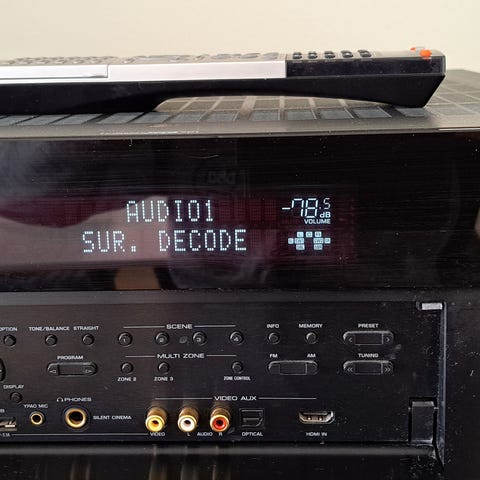 AUDIO1
-78.5 dB
VOLUME
SUR. DECODE
L C R
OPTION TONE/BALANCE STRAIGHT SCENE INFO MEMORY PRESET
PROGRAM MULTI ZONE FM AM TUNING
ZONE 2 ZONE 3 ZONE CONTROL
DISPLAY
YPAO MIC PHONES SILENT CINEMA VIDEO AUX
VIDEO L AUDIO R OPTICAL HDMI IN